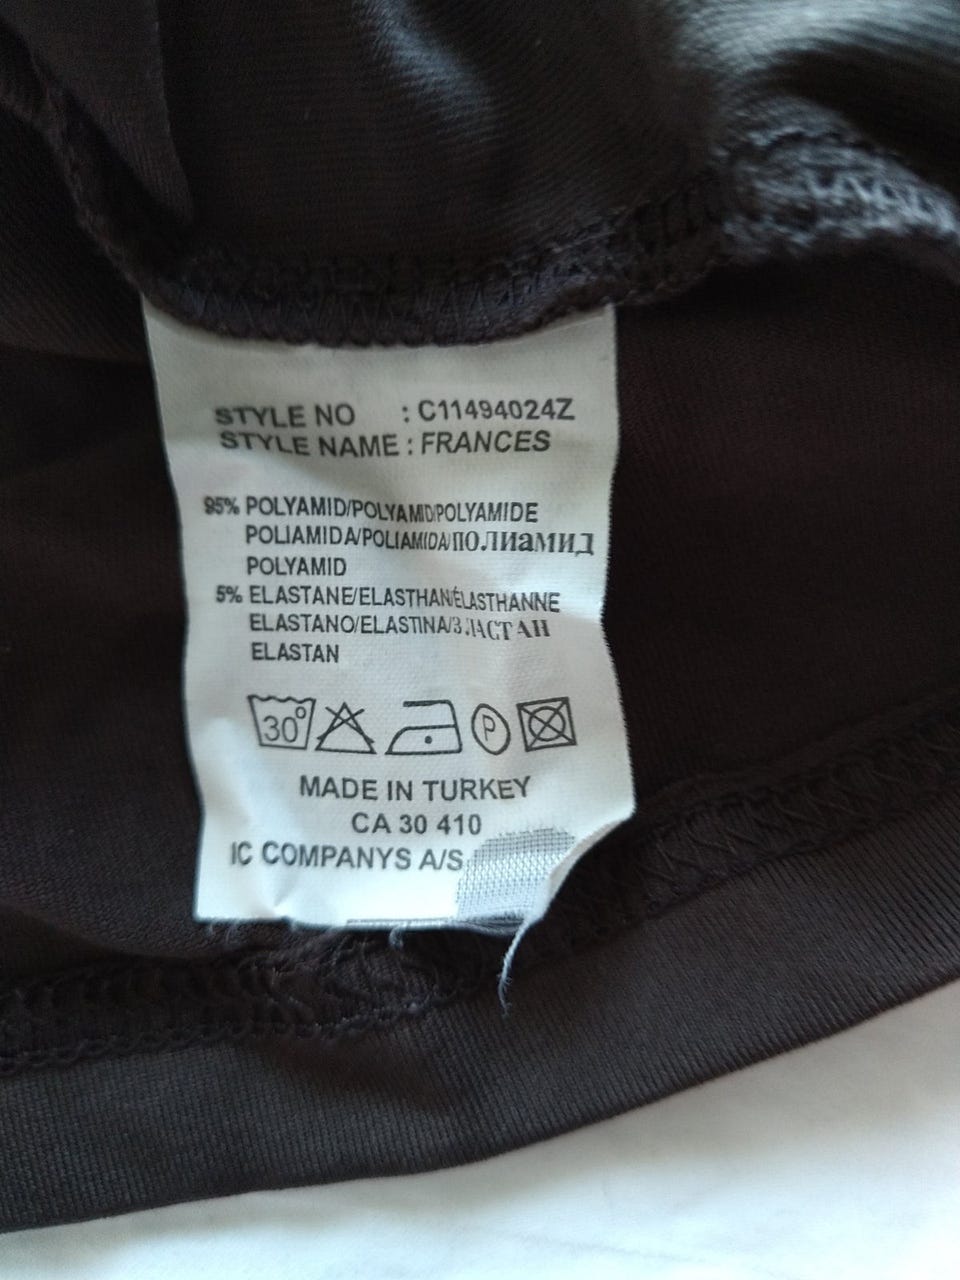 STYLE NO : C11494024Z
STYLE NAME : FRANCES
95% POLYAMID/POLYAMID/POLYAMIDE
POLIAMIDA/POLIAMIDA/ПОЛИАМИД
POLYAMID
5% ELASTANE/ELASTHAN/ÉLASTHANNE
ELASTANO/ELASTINA/ЭЛАСТАН
ELASTAN
30° P
MADE IN TURKEY
CA 30 410
IC COMPANYS A/S